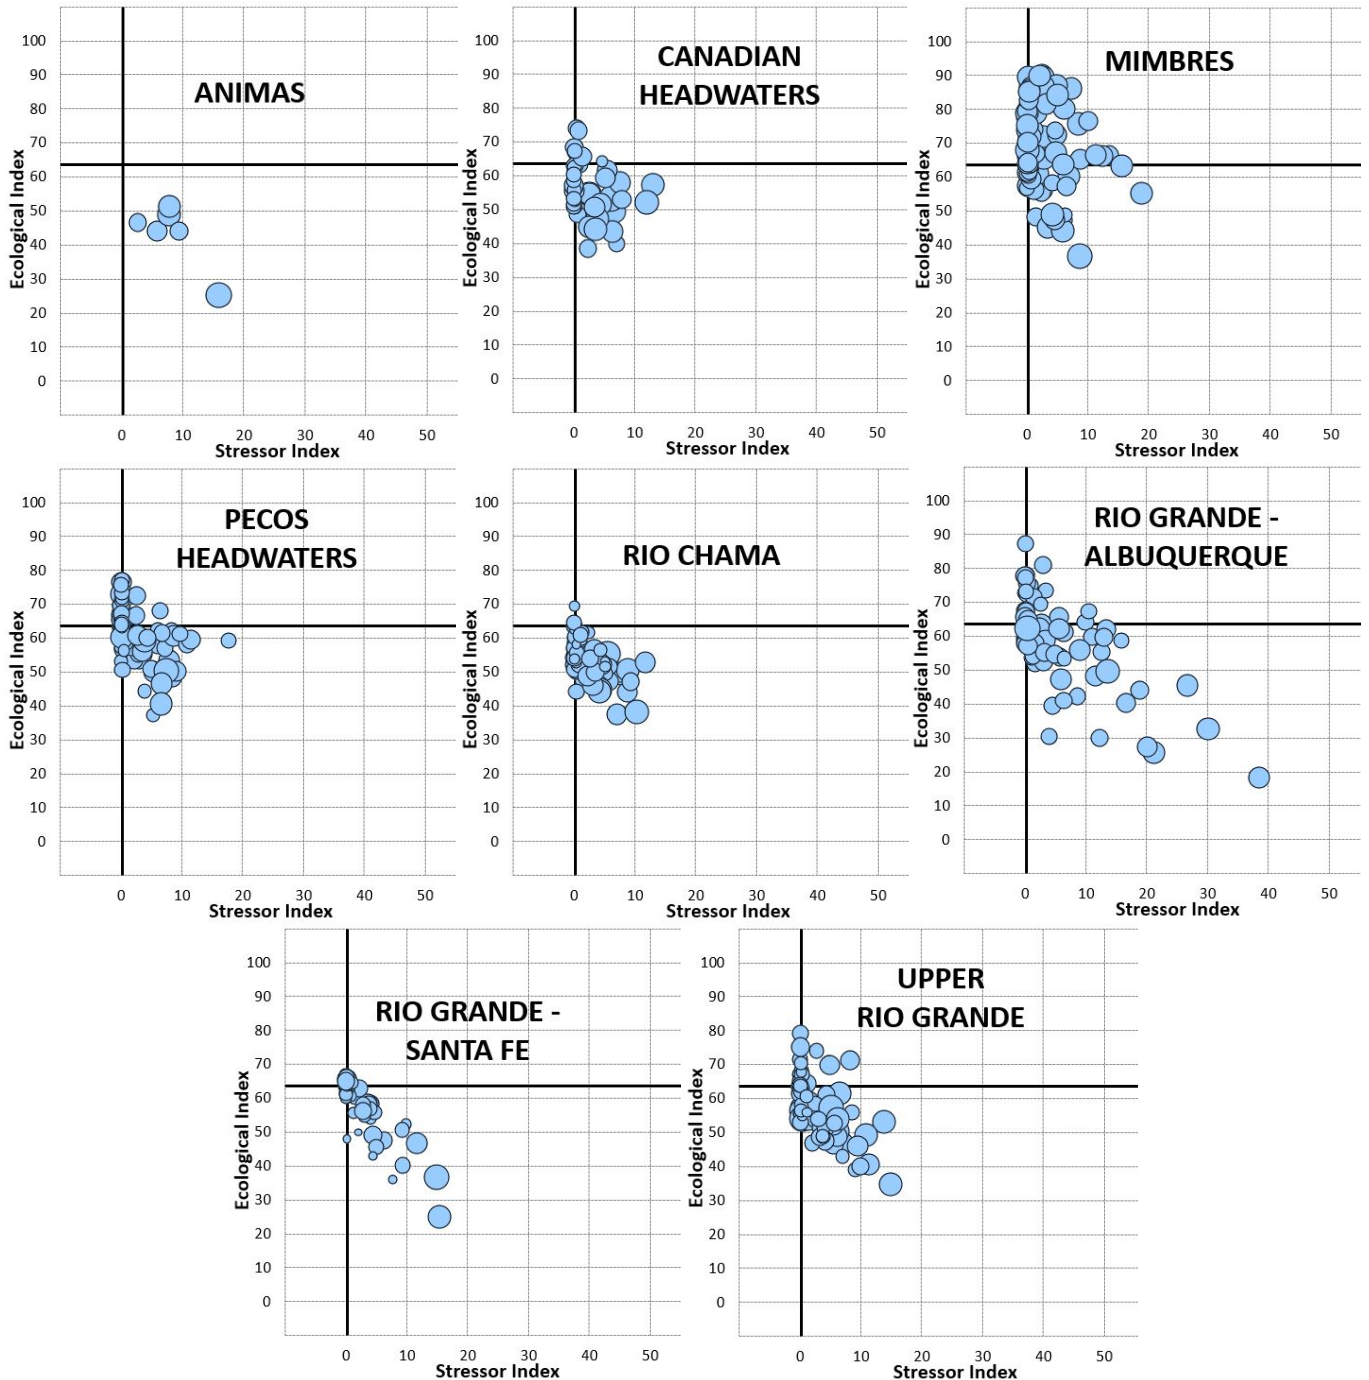 ANIMAS
Ecological Index
100
90
80
70
60
50
40
30
20
10
0
0 10 20 30 40 50
Stressor Index
CANADIAN
HEADWATERS
Ecological Index
100
90
80
70
60
50
40
30
20
10
0
0 10 20 30 40 50
Stressor Index
MIMBRES
Ecological Index
100
90
80
70
60
50
40
30
20
10
0
0 10 20 30 40 50
Stressor Index
PECOS
HEADWATERS
Ecological Index
100
90
80
70
60
50
40
30
20
10
0
0 10 20 30 40 50
Stressor Index
RIO CHAMA
Ecological Index
100
90
80
70
60
50
40
30
20
10
0
0 10 20 30 40 50
Stressor Index
RIO GRANDE -
ALBUQUERQUE
Ecological Index
100
90
80
70
60
50
40
30
20
10
0
0 10 20 30 40 50
Stressor Index
RIO GRANDE -
SANTA FE
Ecological Index
100
90
80
70
60
50
40
30
20
10
0
0 10 20 30 40 50
Stressor Index
UPPER
RIO GRANDE
Ecological Index
100
90
80
70
60
50
40
30
20
10
0
0 10 20 30 40 50
Stressor Index